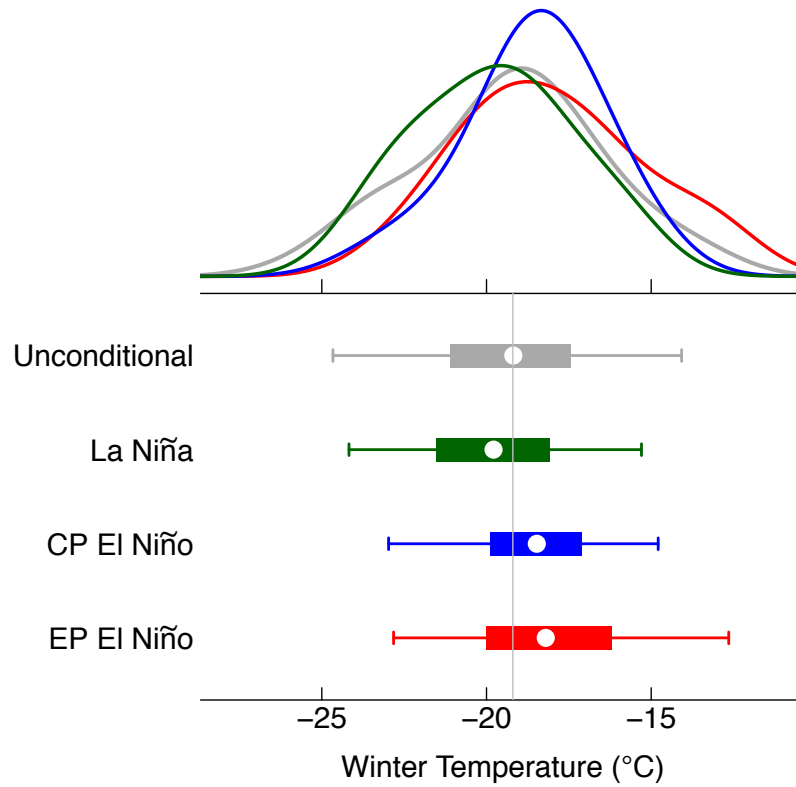 Unconditional
La Niña
CP El Niño
EP El Niño
−25 −20 −15
Winter Temperature (°C)